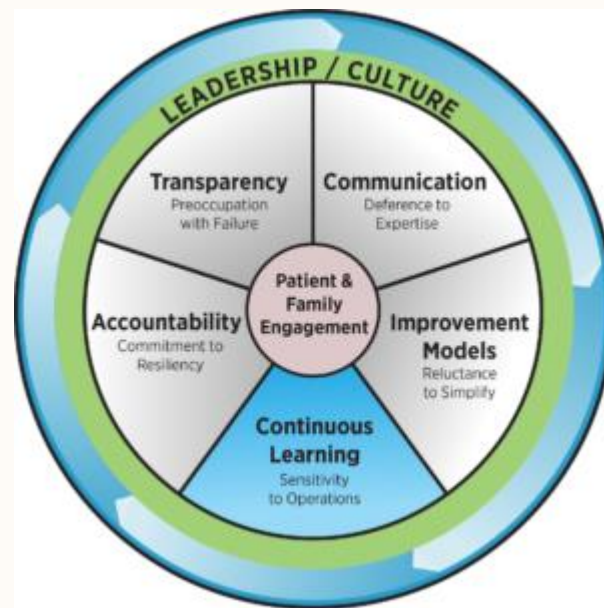 LEADERSHIP / CULTURE
Transparency
Preoccupation
with Failure
Communication
Deference to
Expertise
Patient &
Family
Engagement
Accountability
Commitment to
Resiliency
Improvement
Models
Reluctance
to Simplify
Continuous
Learning
Sensitivity
to Operations